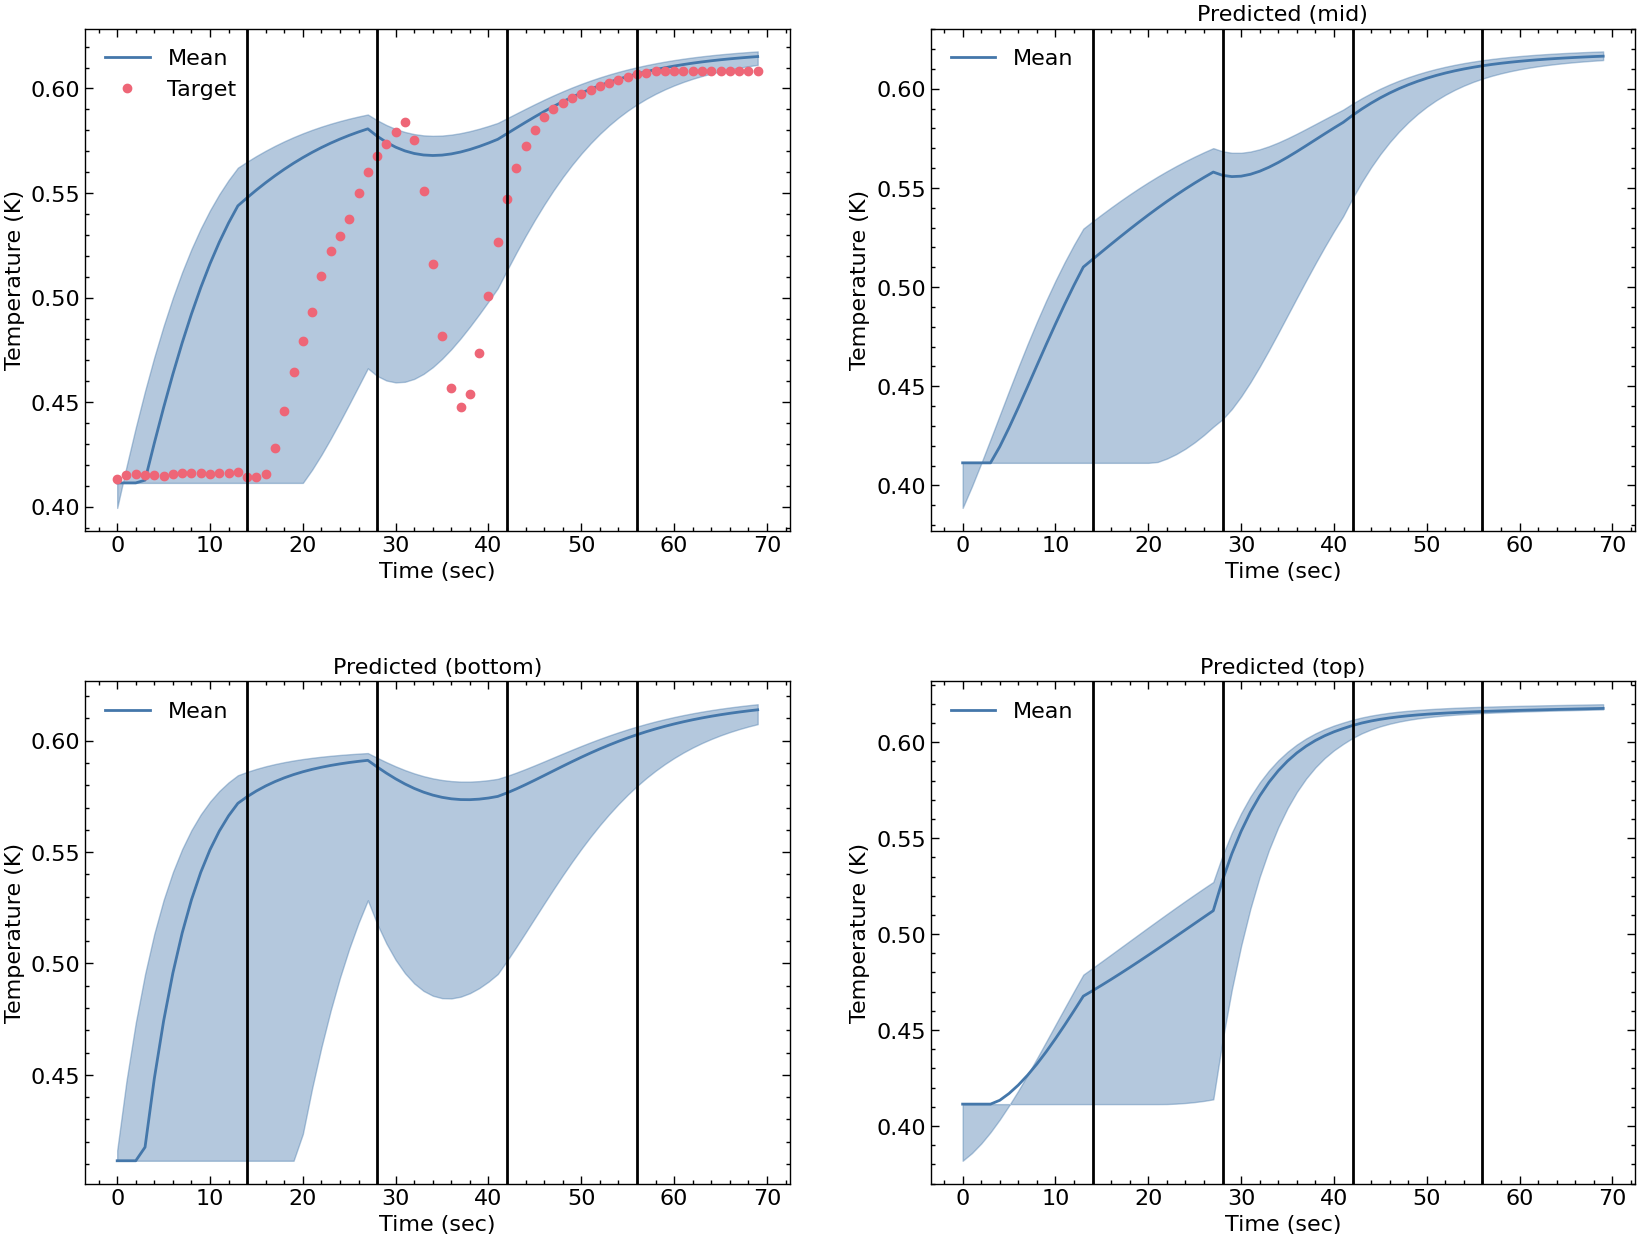 Mean
Target
0.60
0.55
0.50
0.45
0.40
Temperature (K)
0 10 20 30 40 50 60 70
Time (sec)
Predicted (mid)
Mean
0.60
0.55
0.50
0.45
0.40
Temperature (K)
0 10 20 30 40 50 60 70
Time (sec)
Predicted (bottom)
Mean
0.60
0.55
0.50
0.45
Temperature (K)
0 10 20 30 40 50 60 70
Time (sec)
Predicted (top)
Mean
0.60
0.55
0.50
0.45
0.40
Temperature (K)
0 10 20 30 40 50 60 70
Time (sec)